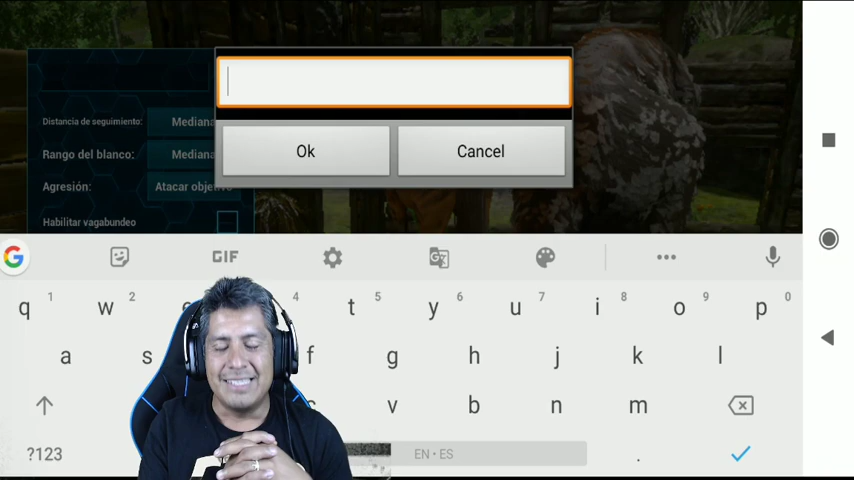 Distancia de seguimiento:
Mediana
Ok
Cancel
Rango del blanco:
Mediana
Agresión:
Atacar objetivo
Habilitar vagabundeo
G
GIF
G
...
q 1
w 2
e
4
t 5
y 6
u 7
i 8
o 9
p 0
a
s
f
g
h
j
k
l
c
v
b
n
m
?123
EN • ES
.